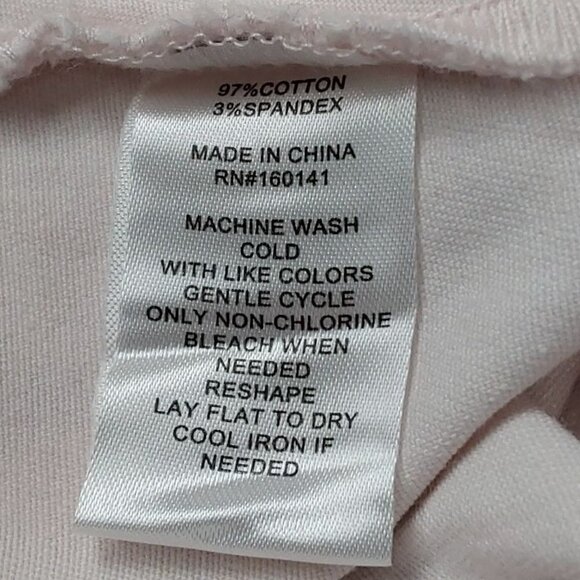 97%COTTON
3%SPANDEX
MADE IN CHINA
RN#160141
MACHINE WASH
COLD
WITH LIKE COLORS
GENTLE CYCLE
ONLY NON-CHLORINE
BLEACH WHEN
NEEDED
RESHAPE
LAY FLAT TO DRY
COOL IRON IF
NEEDED